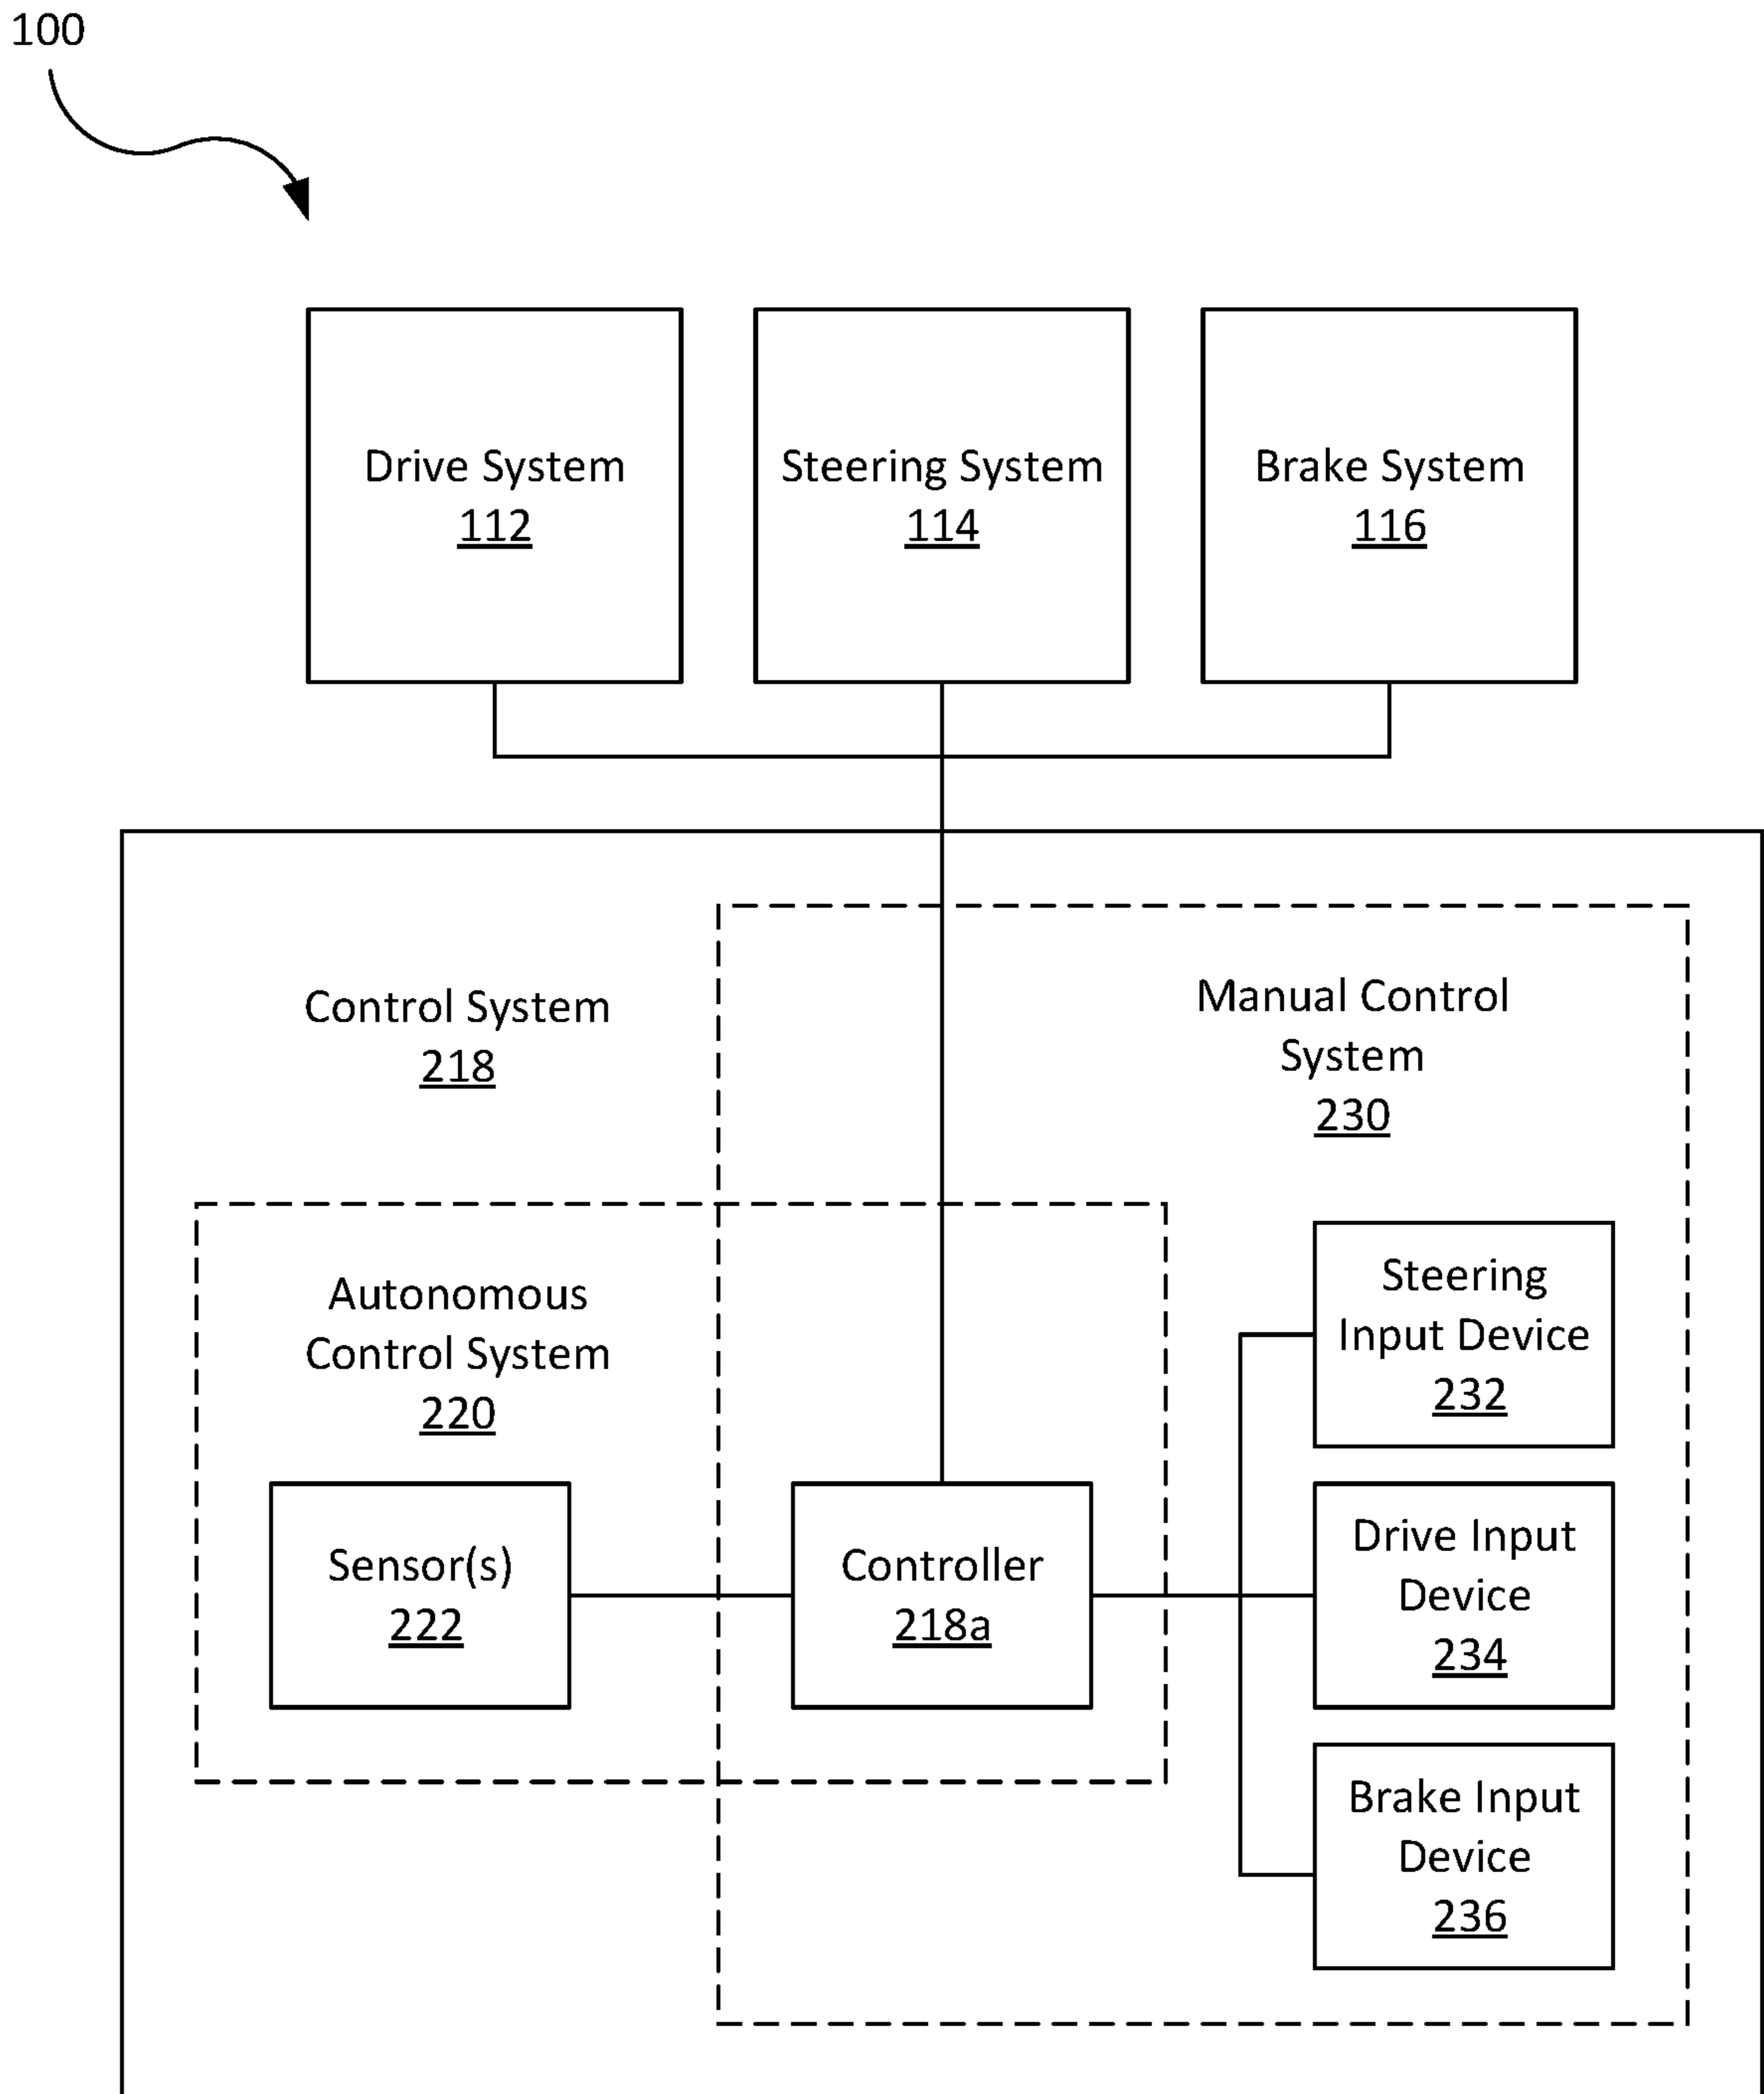 100
Drive System
112
Steering System
114
Brake System
116
Control System
218
Manual Control
System
230
Autonomous
Control System
220
Sensor(s)
222
Controller
218a
Steering
Input Device
232
Drive Input
Device
234
Brake Input
Device
236